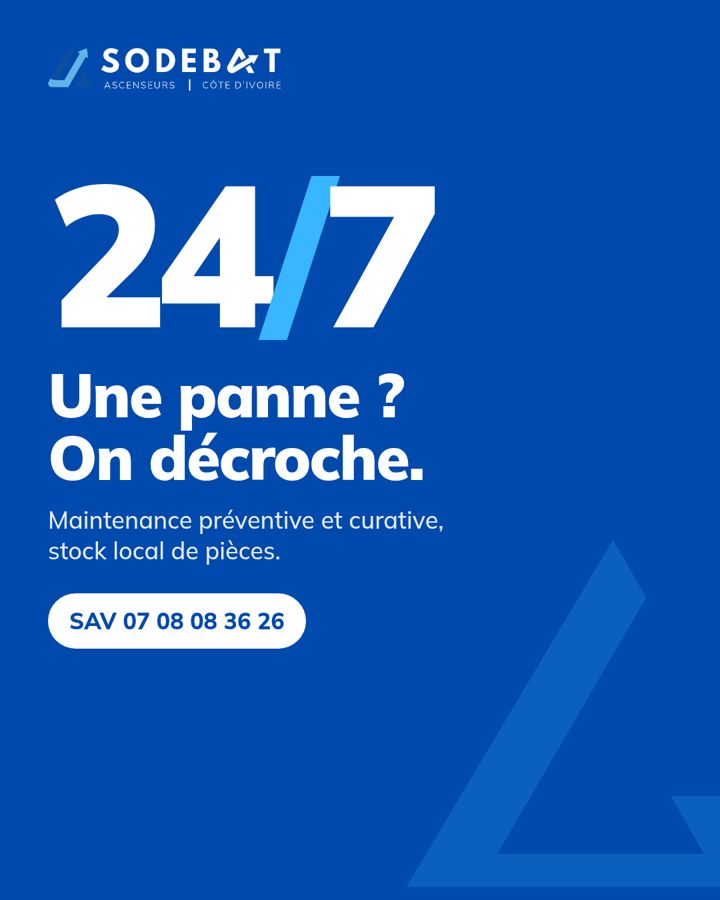 SODEBAT
ASCENSEURS | CÔTE D'IVOIRE
24/7
Une panne ?
On décroche.
Maintenance préventive et curative,
stock local de pièces.
SAV 07 08 08 36 26